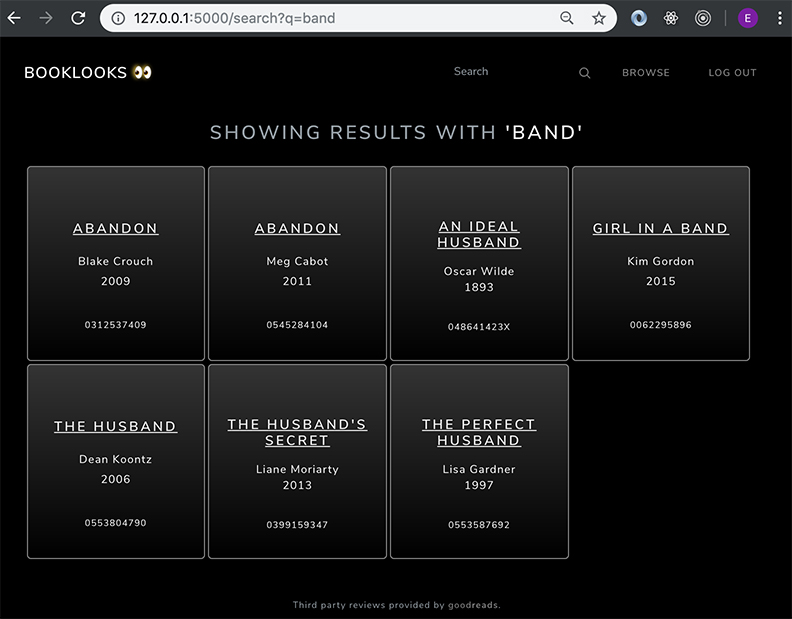 127.0.0.1:5000/search?q=band
E
BOOKLOOKS 👀
Search
BROWSE
LOG OUT
SHOWING RESULTS WITH 'BAND'
ABANDON
Blake Crouch
2009
0312537409
ABANDON
Meg Cabot
2011
0545284104
AN IDEAL
HUSBAND
Oscar Wilde
1893
048641423X
GIRL IN A BAND
Kim Gordon
2015
0062295896
THE HUSBAND
Dean Koontz
2006
0553804790
THE HUSBAND'S
SECRET
Liane Moriarty
2013
0399159347
THE PERFECT
HUSBAND
Lisa Gardner
1997
0553587692
Third party reviews provided by goodreads.